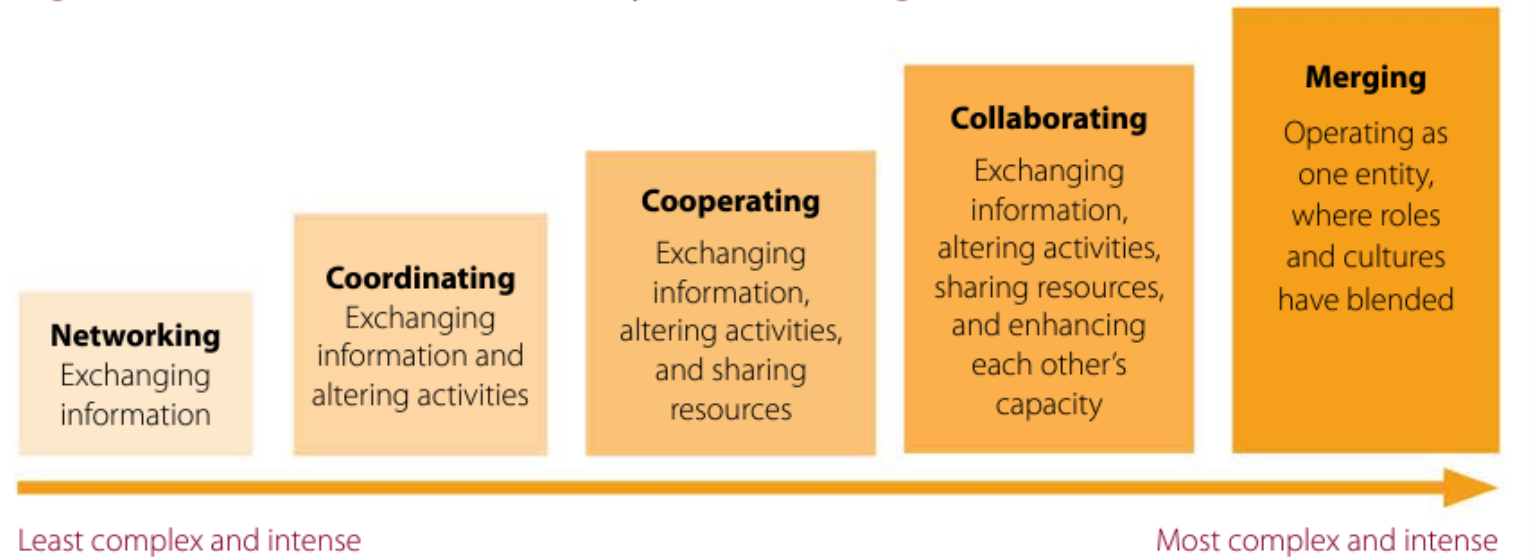 Networking
Exchanging
information
Coordinating
Exchanging
information and
altering activities
Cooperating
Exchanging
information,
altering activities,
and sharing
resources
Collaborating
Exchanging
information,
altering activities,
sharing resources,
and enhancing
each other's
capacity
Merging
Operating as
one entity,
where roles
and cultures
have blended
Least complex and intense
Most complex and intense